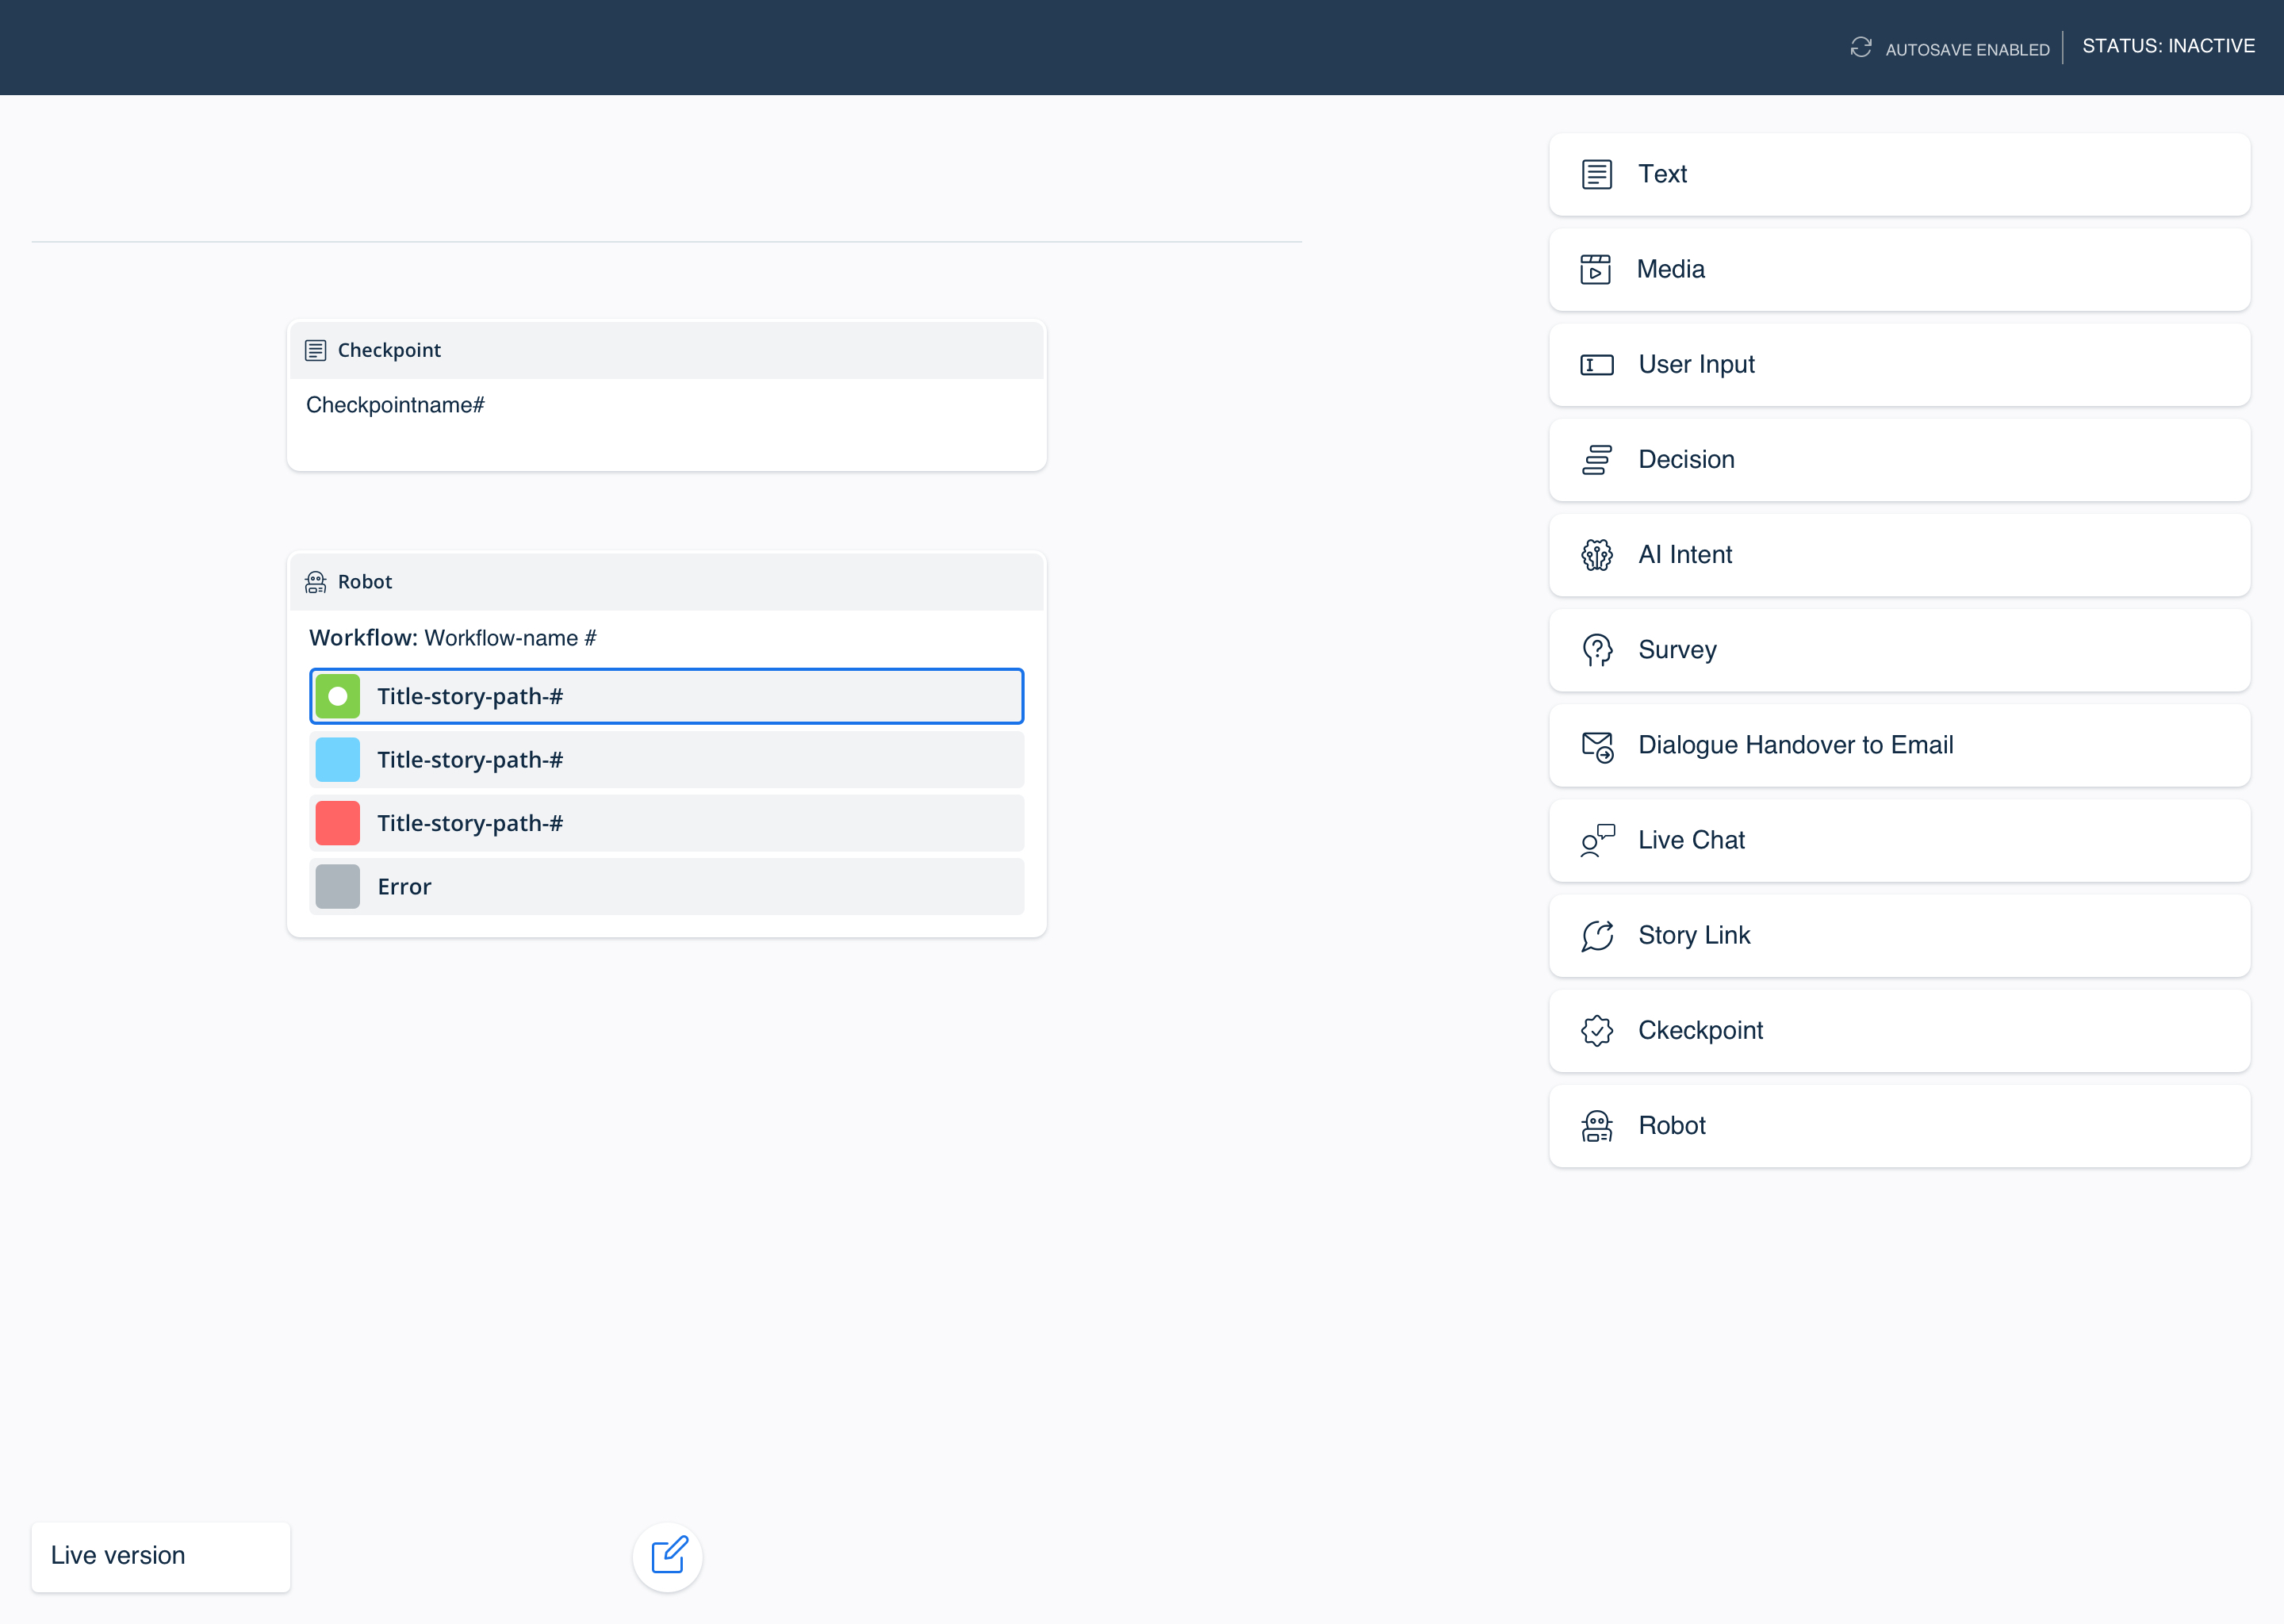 AUTOSAVE ENABLED
STATUS: INACTIVE
Checkpoint
Checkpointname#
Robot
Workflow: Workflow-name #
Title-story-path-#
Title-story-path-#
Title-story-path-#
Error
Text
Media
User Input
Decision
AI Intent
Survey
Dialogue Handover to Email
Live Chat
Story Link
Ckeckpoint
Robot
Live version